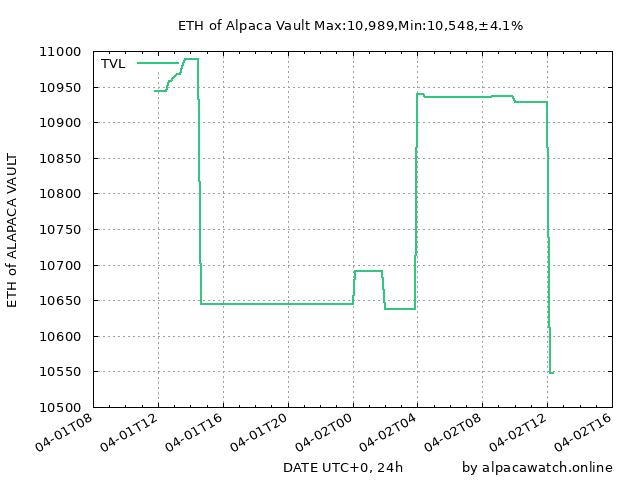 ETH of Alpaca Vault Max:10,989,Min:10,548,±4.1%
TVL
ETH of ALAPACA VAULT
11000
10950
10900
10850
10800
10750
10700
10650
10600
10550
10500
04-01T08
04-01T12
04-01T16
04-01T20
04-02T00
04-02T04
04-02T08
04-02T12
04-02T16
DATE UTC+0, 24h
by alpacawatch.online